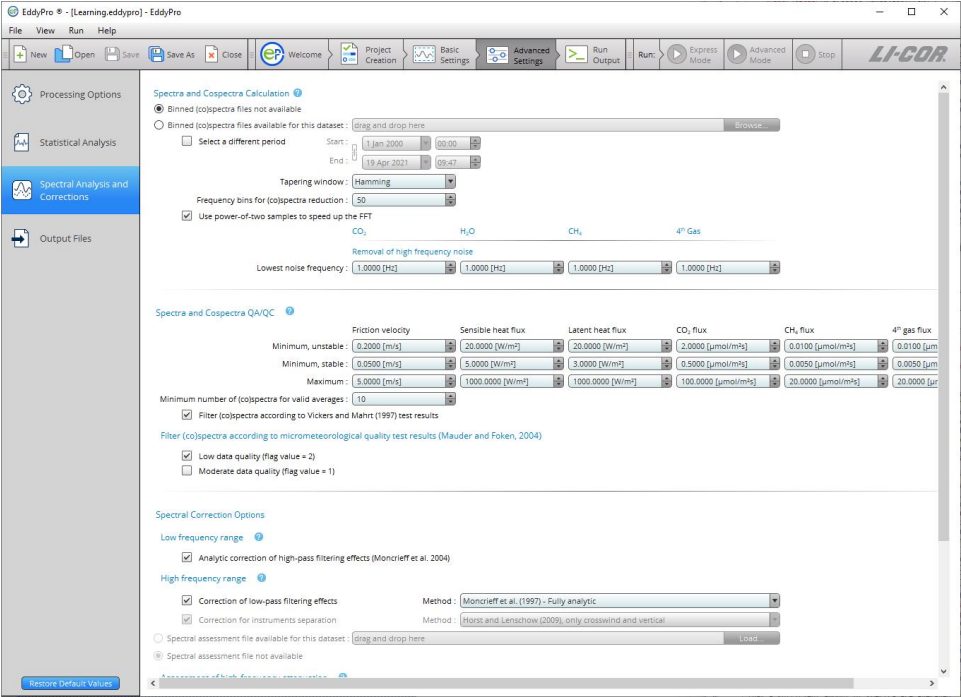 EddyPro ® - [Learning.eddypro] - EddyPro
File View Run Help
New Open Save Save As Close Welcome Project Creation Basic Settings Advanced Settings Run Output Run: Express Mode Advanced Mode Stop LI-COR.
Processing Options
Statistical Analysis
Spectral Analysis and Corrections
Output Files
Restore Default Values
Spectra and Cospectra Calculation ?
Binned (co)spectra files not available
Binned (co)spectra files available for this dataset : drag and drop here Browse...
Select a different period Start : 1 Jan 2000 00:00
End : 19 Apr 2021 09:47
Tapering window : Hamming
Frequency bins for (co)spectra reduction : 50
Use power-of-two samples to speed up the FFT
CO₂ H₂O CH₄ 4ᵗʰ Gas
Removal of high frequency noise
Lowest noise frequency : 1.0000 [Hz] 1.0000 [Hz] 1.0000 [Hz] 1.0000 [Hz]
Spectra and Cospectra QA/QC ?
Friction velocity Sensible heat flux Latent heat flux CO₂ flux CH₄ flux 4ᵗʰ gas flux
Minimum, unstable : 0.2000 [m/s] 20.0000 [W/m²] 20.0000 [W/m²] 2.0000 [µmol/m²s] 0.0100 [µmol/m²s] 0.0100 [µm
Minimum, stable : 0.0500 [m/s] 5.0000 [W/m²] 3.0000 [W/m²] 0.5000 [µmol/m²s] 0.0050 [µmol/m²s] 0.0050 [µm
Maximum : 5.0000 [m/s] 1000.0000 [W/m²] 1000.0000 [W/m²] 100.0000 [µmol/m²s] 20.0000 [µmol/m²s] 20.0000 [µr
Minimum number of (co)spectra for valid averages : 10
Filter (co)spectra according to Vickers and Mahrt (1997) test results
Filter (co)spectra according to micrometeorological quality test results (Mauder and Foken, 2004)
Low data quality (flag value = 2)
Moderate data quality (flag value = 1)
Spectral Correction Options
Low frequency range ?
Analytic correction of high-pass filtering effects (Moncrieff et al. 2004)
High frequency range ?
Correction of low-pass filtering effects Method : Moncrieff et al. (1997) - Fully analytic
Correction for instruments separation Method : Horst and Lenschow (2009), only crosswind and vertical
Spectral assessment file available for this dataset : drag and drop here Load...
Spectral assessment file not available